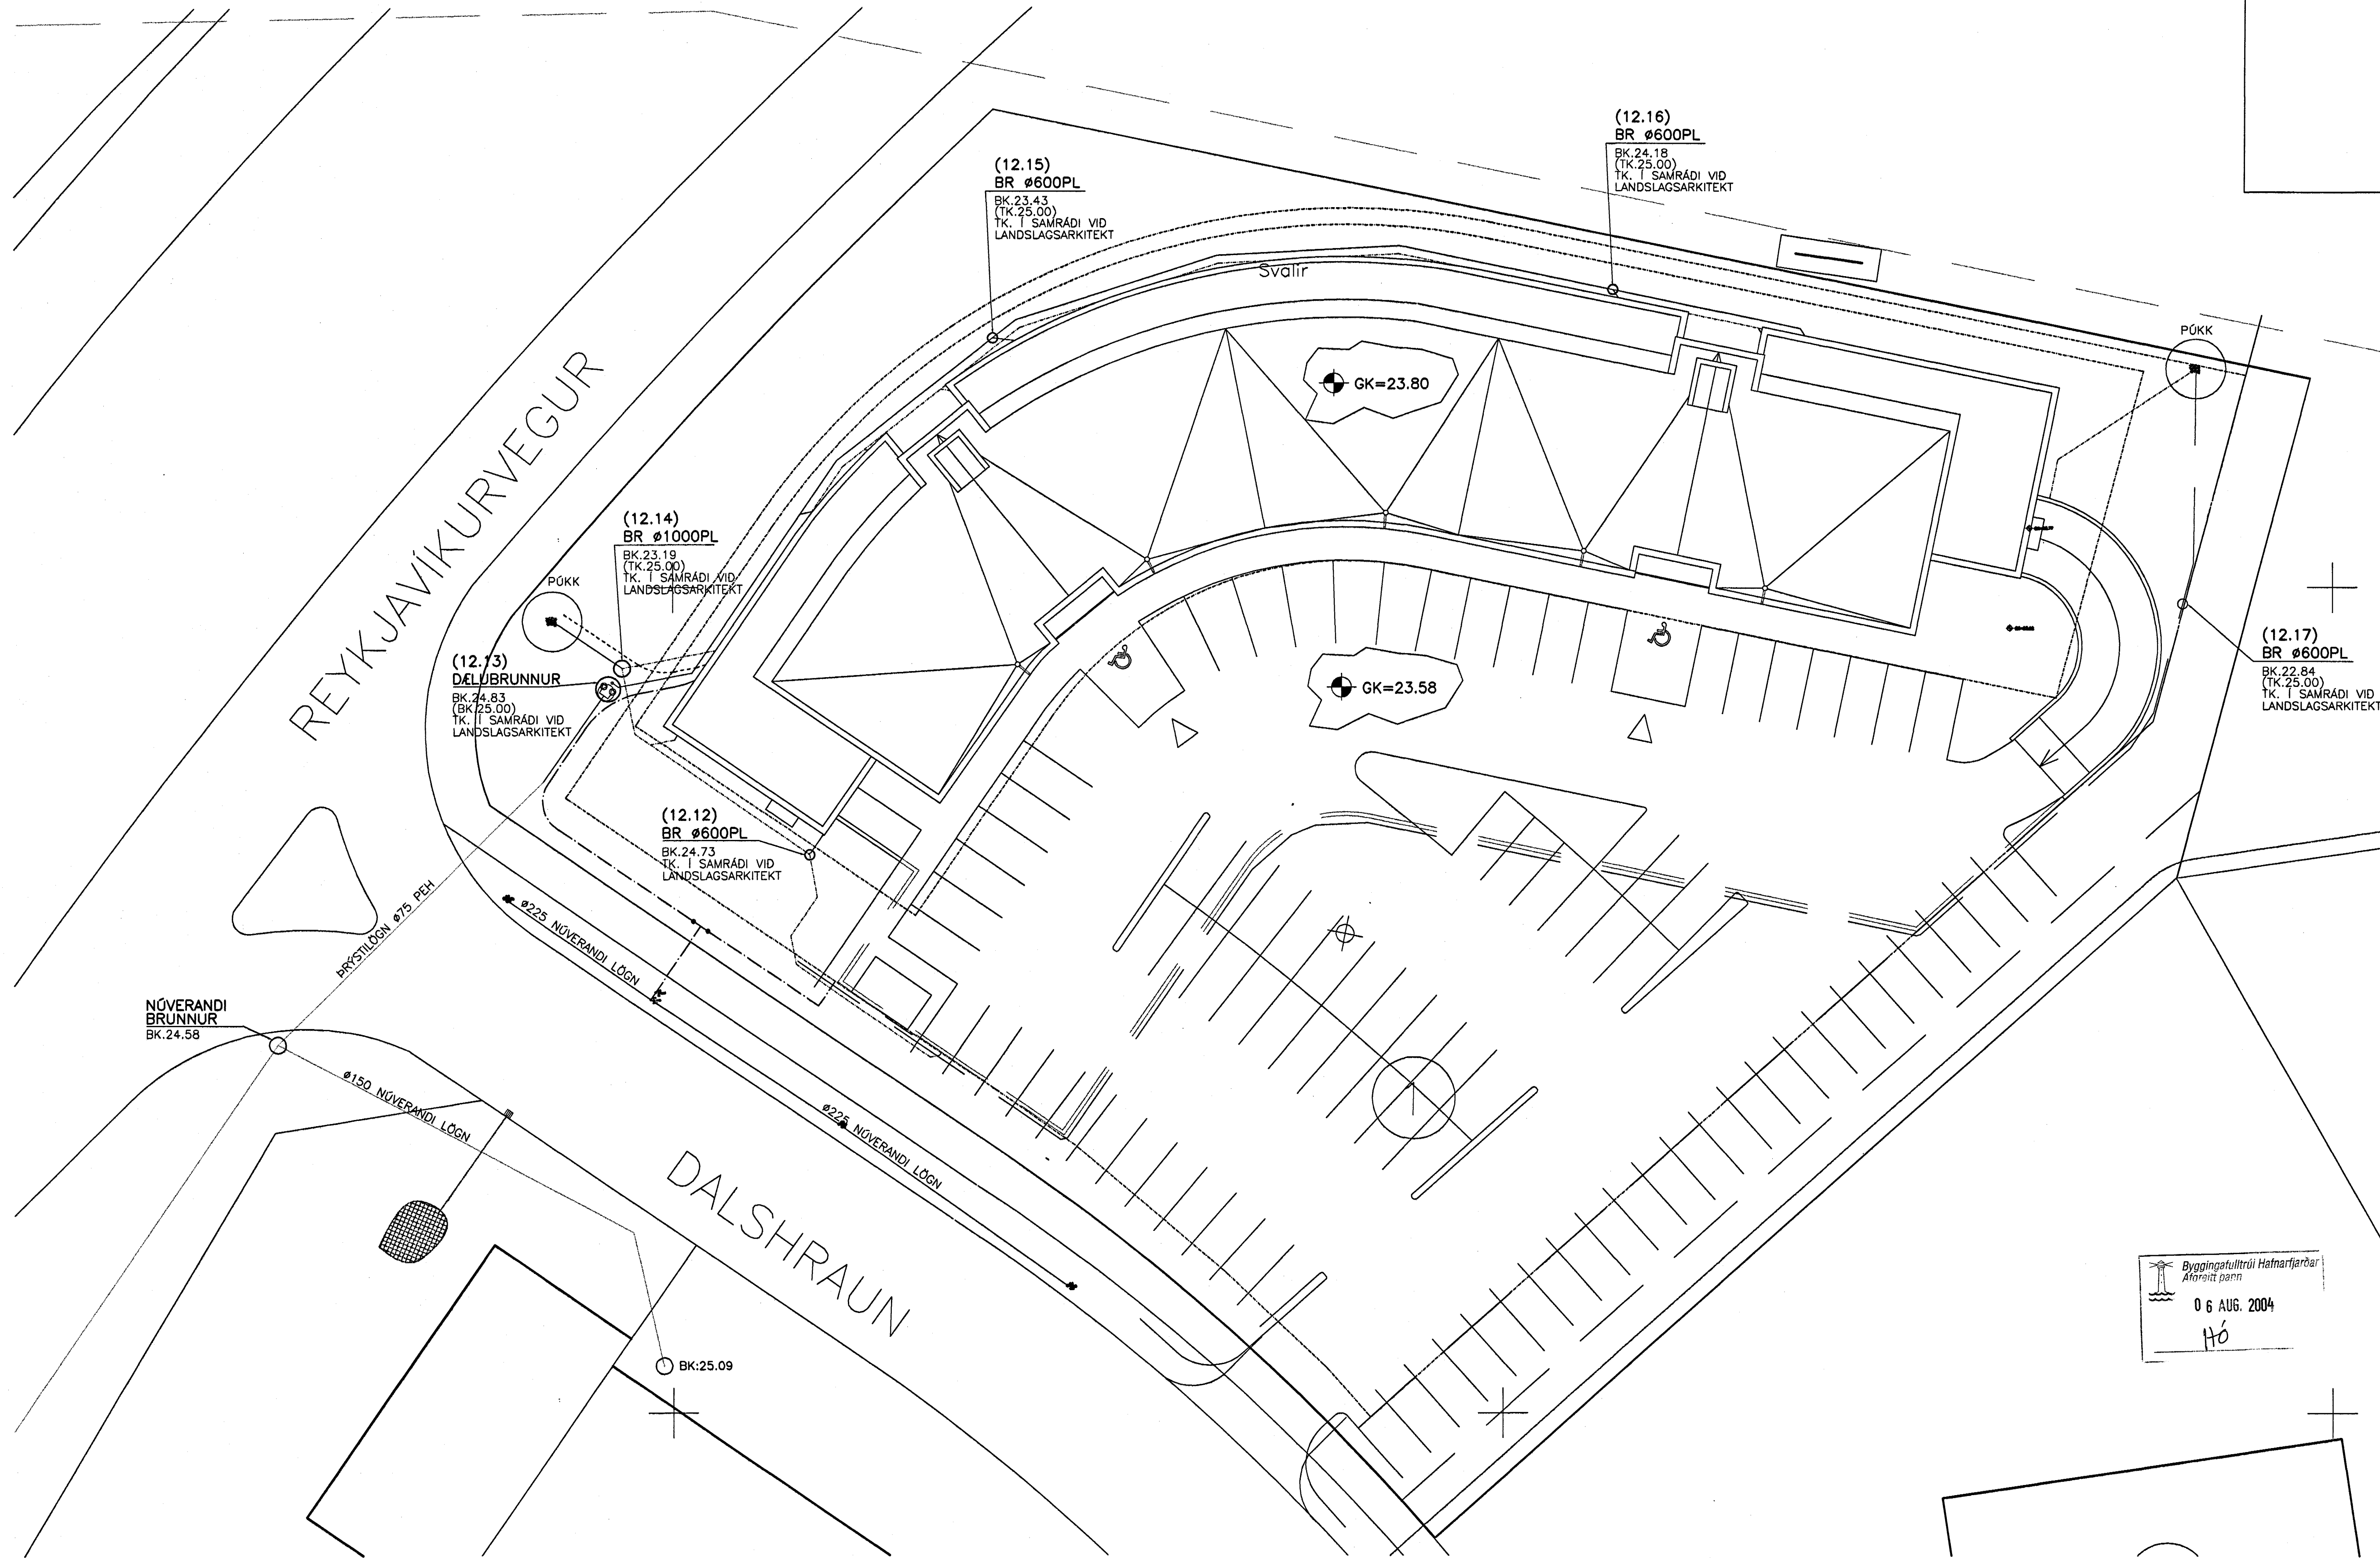 (12.16)
BR ø600PL
BK.24.18
(TK.25.00)
TK. Í SAMRÁDI VID
LANDSLAGSARKITEKT
(12.15)
BR ø600PL
BK.23.43
(TK.25.00)
TK. Í SAMRÁDI VID
LANDSLAGSARKITEKT
Svalir
PÚKK
GK=23.80
REYKJAVÍKURVEGUR
(12.14)
BR ø1000PL
BK.23.19
(TK.25.00)
TK. Í SAMRÁDI VID
LANDSLAGSARKITEKT
PÚKK
(12.13)
DÆLUBRUNNUR
BK.24.83
(BK.25.00)
TK. Í SAMRÁDI VID
LANDSLAGSARKITEKT
(12.17)
BR ø600PL
BK.22.84
(TK.25.00)
TK. Í SAMRÁDI VID
LANDSLAGSARKITEKT
GK=23.58
(12.12)
BR ø600PL
BK.24.73
TK. Í SAMRÁDI VID
LANDSLAGSARKITEKT
ÞRÝSTILÖGN ø75 PEH
ø225 NÚVERANDI LÖGN
NÚVERANDI
BRUNNUR
BK.24.58
ø150 NÚVERANDI LÖGN
ø225 NÚVERANDI LÖGN
DALSHRAUN
BK:25.09
Byggingafulltrúi Hafnarfjarðar
Afgreitt þann
06 AUG. 2004
HÓ